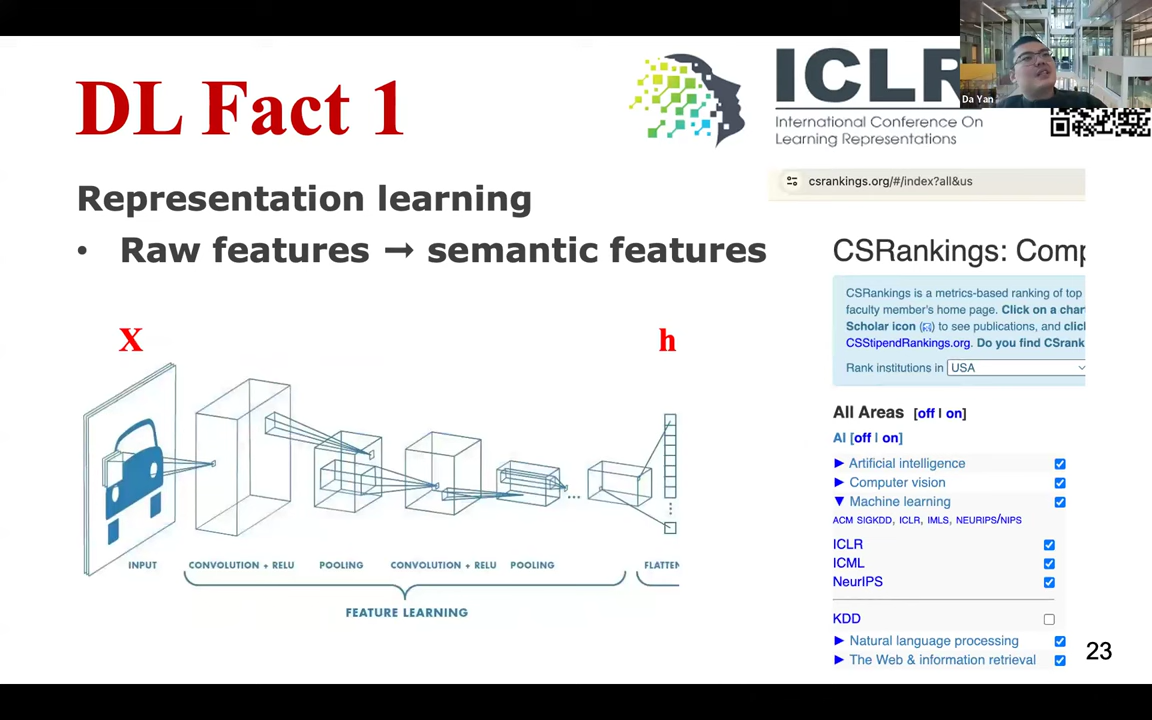 DL Fact 1
ICLR
International Conference On
Learning Representations
Da Yan
Representation learning
• Raw features → semantic features
X
h
INPUT
CONVOLUTION + RELU
POOLING
CONVOLUTION + RELU
POOLING
FLATTEN
FEATURE LEARNING
csrankings.org/#/index?all&us
CSRankings: Comp
CSRankings is a metrics-based ranking of top
faculty member's home page. Click on a char
Scholar icon () to see publications, and click
CSStipendRankings.org. Do you find CSrank
Rank institutions in USA
All Areas [off | on]
AI [off | on]
▶ Artificial intelligence
▶ Computer vision
▼ Machine learning
ACM SIGKDD, ICLR, IMLS, NEURIPS/NIPS
ICLR
ICML
NeurIPS
KDD
▶ Natural language processing
▶ The Web & information retrieval
23